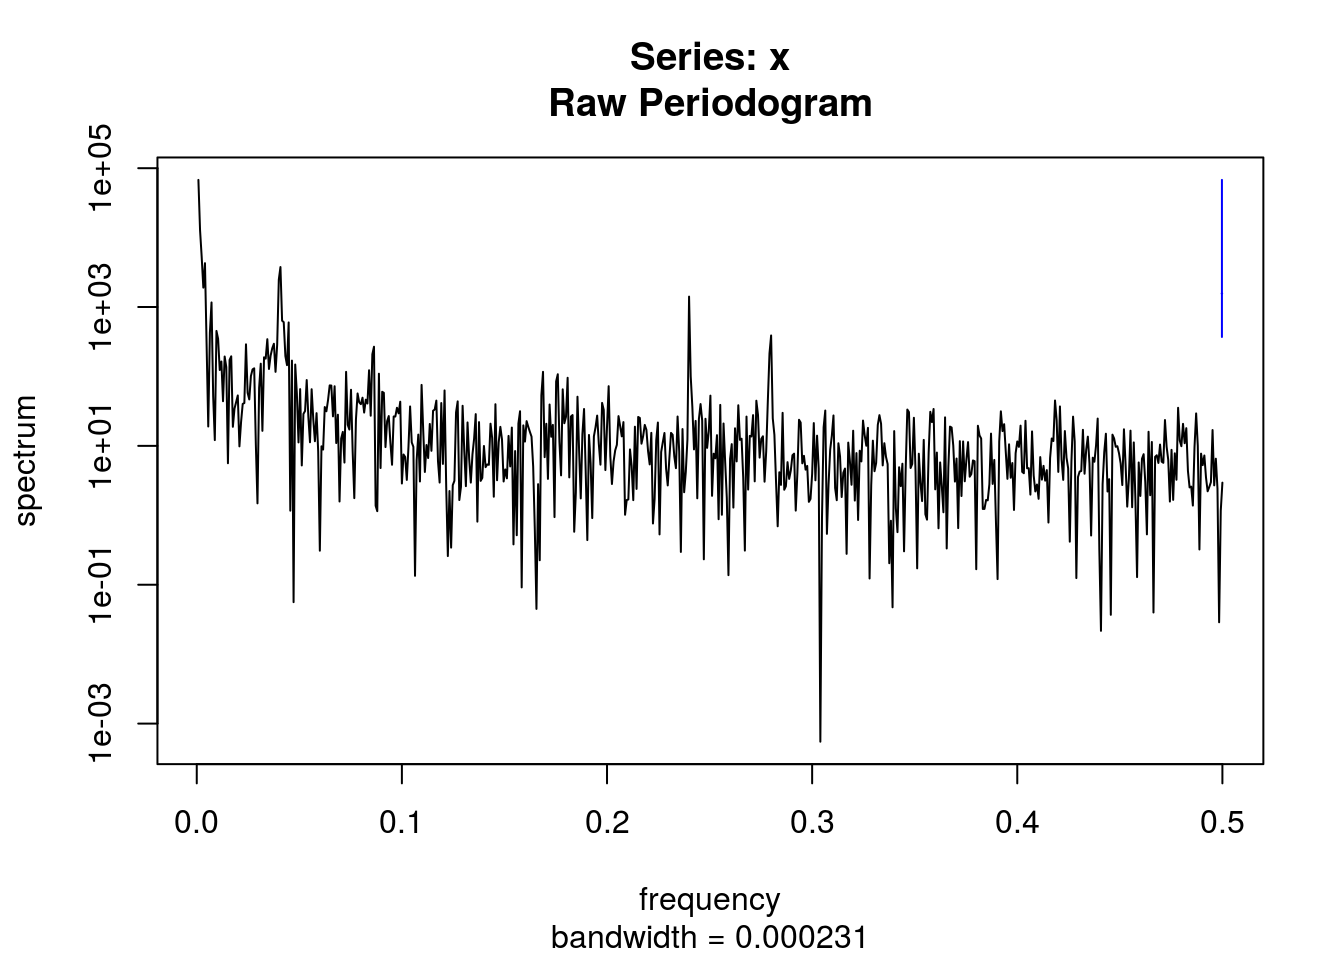 Series: x
Raw Periodogram
spectrum
1e+05
1e+03
1e+01
1e-01
1e-03
0.0 0.1 0.2 0.3 0.4 0.5
frequency
bandwidth = 0.000231